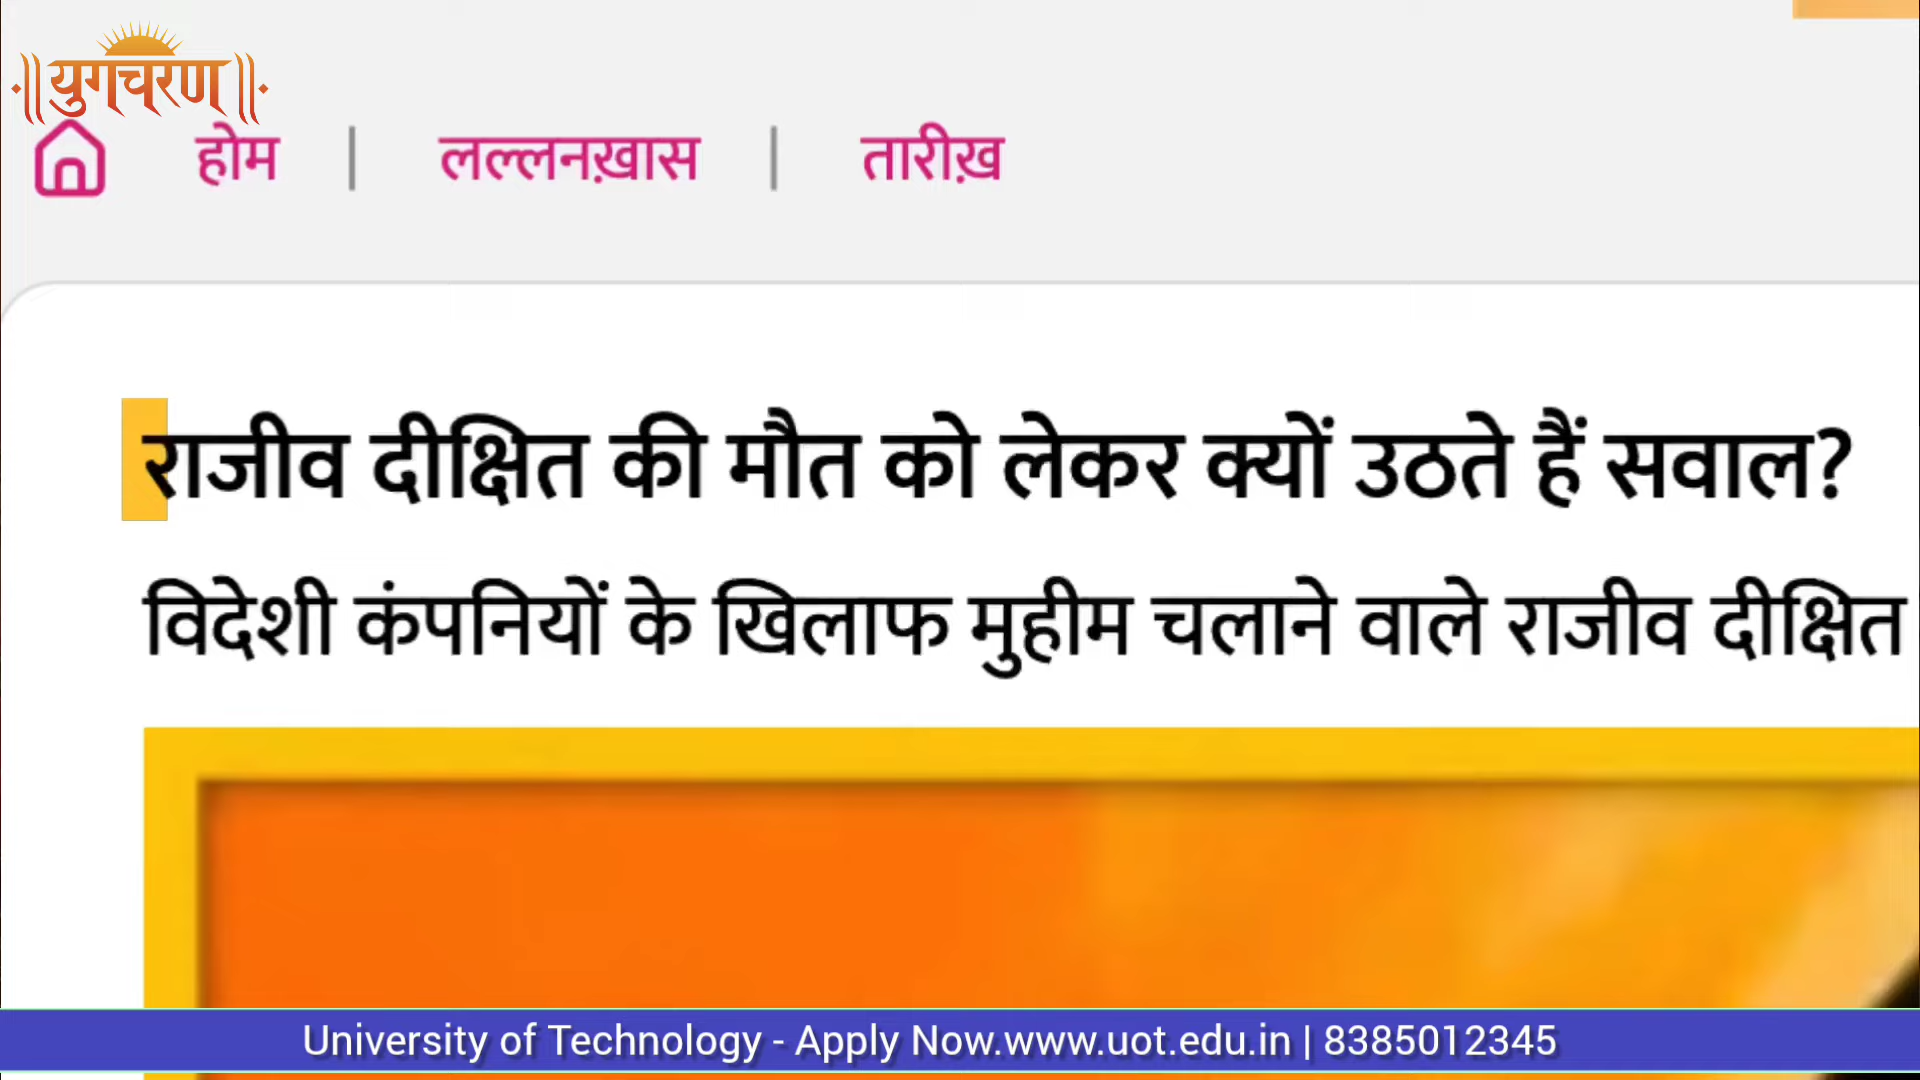 ॥युगचरण॥
होम | लल्लनख़ास | तारीख़
राजीव दीक्षित की मौत को लेकर क्यों उठते हैं सवाल?
विदेशी कंपनियों के खिलाफ मुहीम चलाने वाले राजीव दीक्षित
University of Technology - Apply Now.www.uot.edu.in | 8385012345